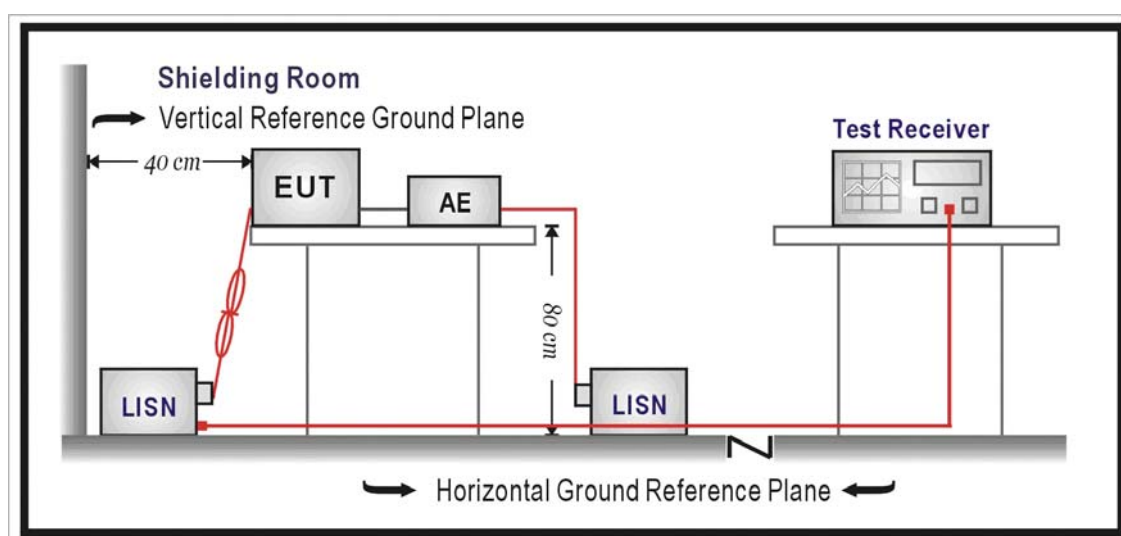 Shielding Room
Vertical Reference Ground Plane
40 cm
EUT
AE
Test Receiver
80 cm
LISN
LISN
Horizontal Ground Reference Plane